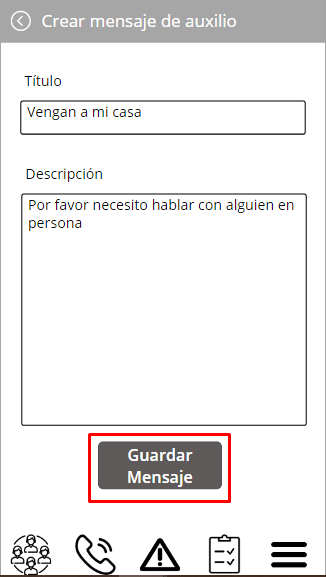 Crear mensaje de auxilio
Título
Vengan a mi casa
Descripción
Por favor necesito hablar con alguien en
persona
Guardar
Mensaje